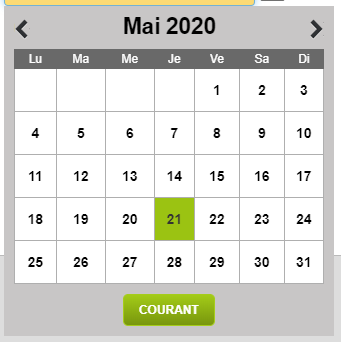 Mai 2020
Lu Ma Me Je Ve Sa Di
1 2 3
4 5 6 7 8 9 10
11 12 13 14 15 16 17
18 19 20 21 22 23 24
25 26 27 28 29 30 31
COURANT